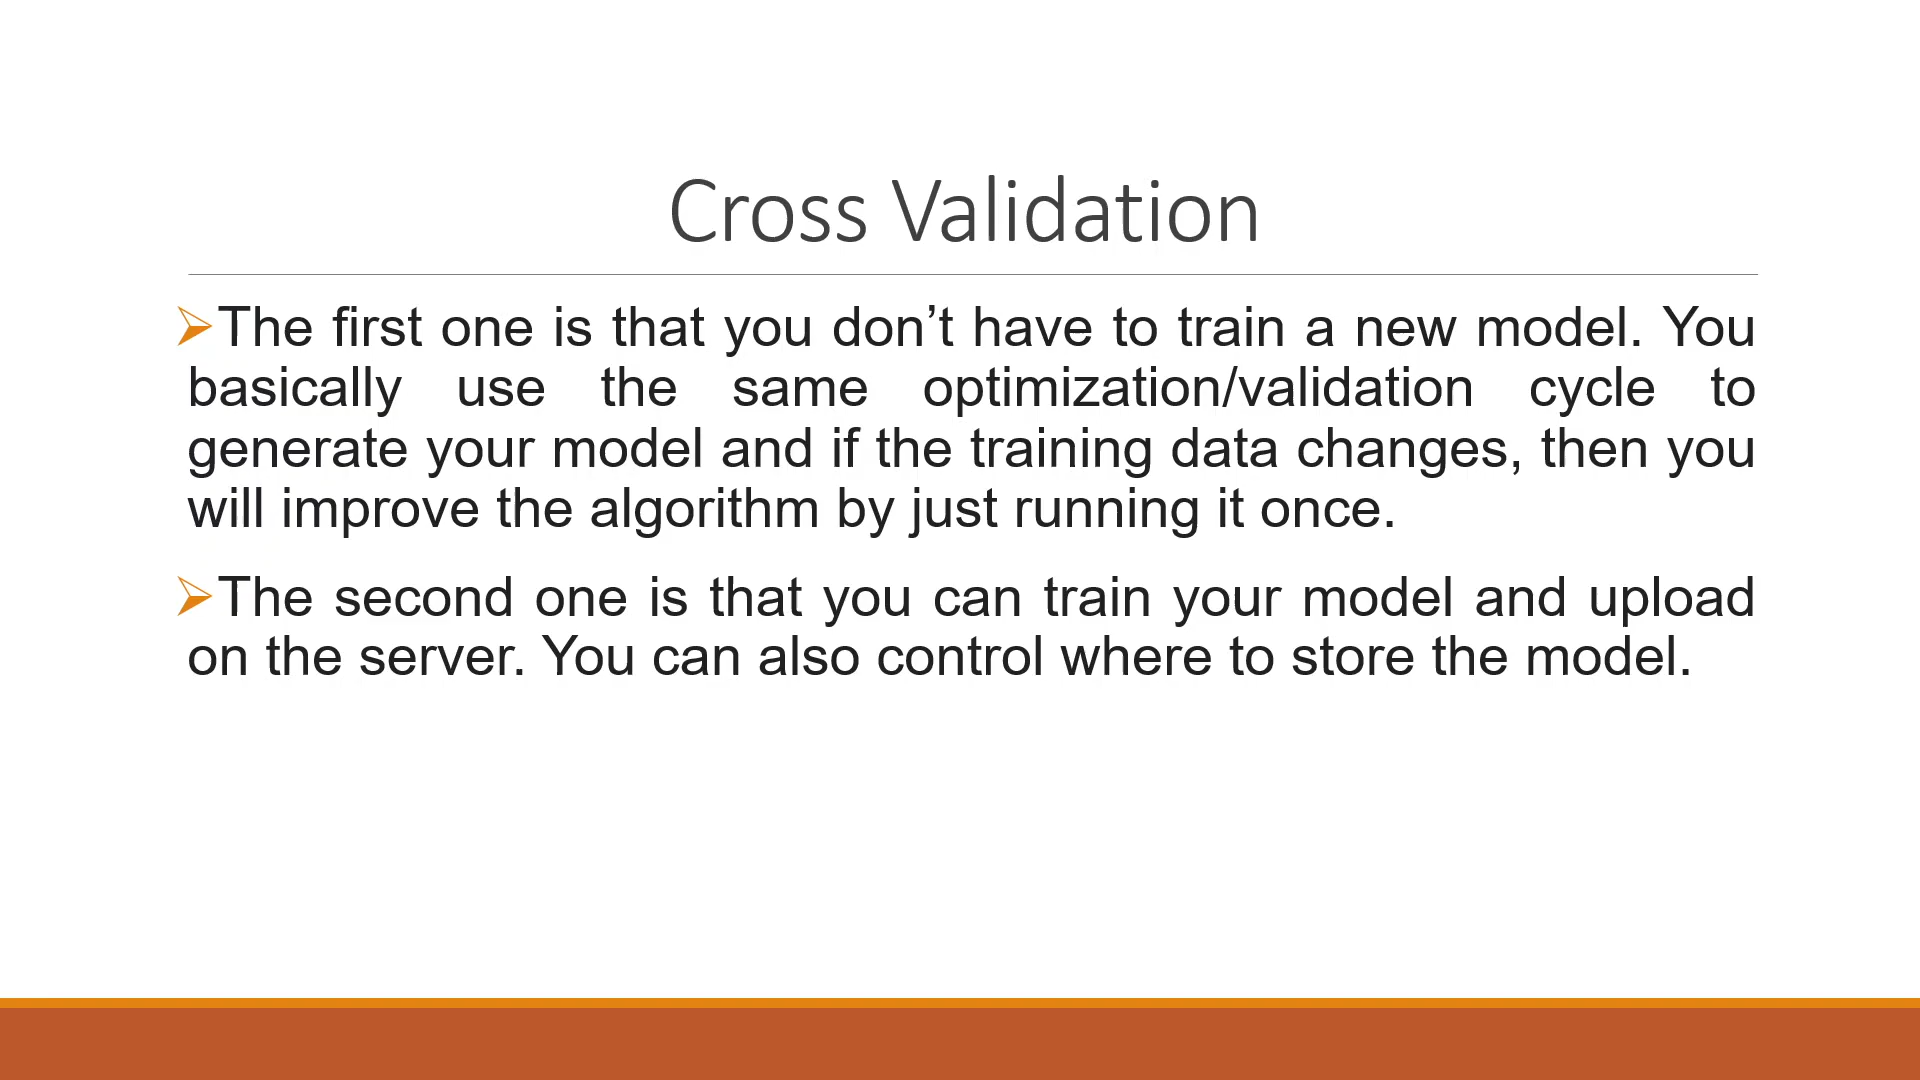 Cross Validation
➢The first one is that you don’t have to train a new model. You
basically use the same optimization/validation cycle to
generate your model and if the training data changes, then you
will improve the algorithm by just running it once.
➢The second one is that you can train your model and upload
on the server. You can also control where to store the model.